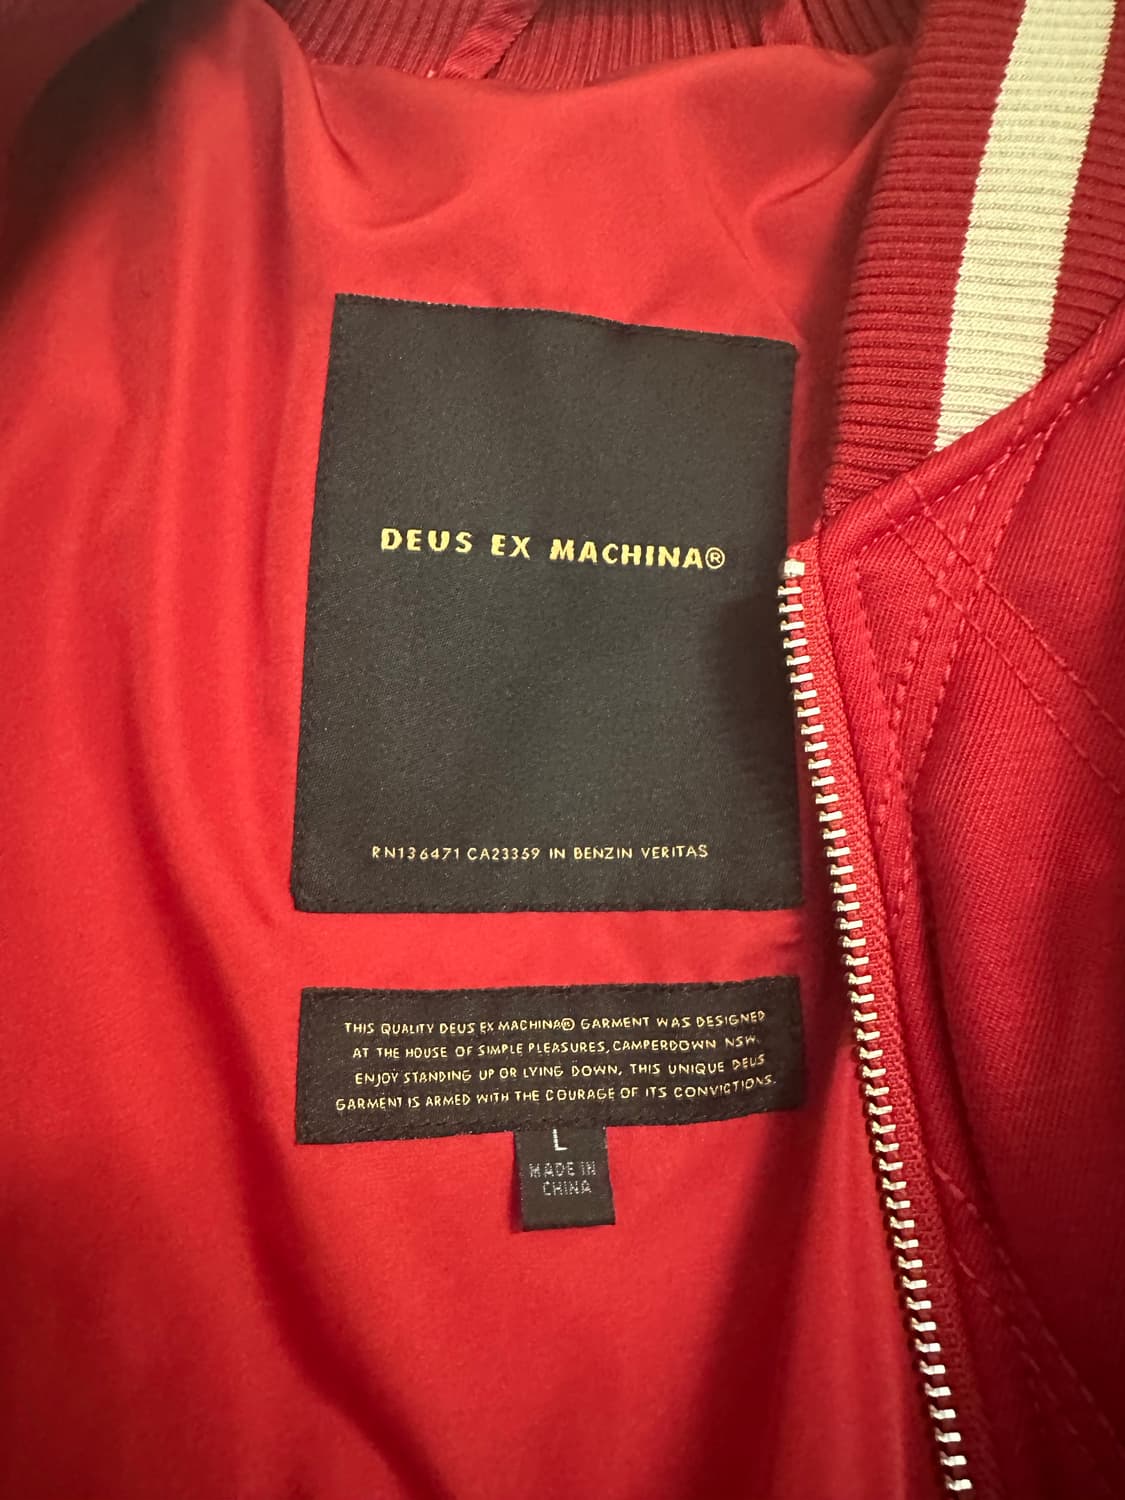 DEUS EX MACHINA®
RN136471 CA23359 IN BENZIN VERITAS
THIS QUALITY DEUS EX MACHINA® GARMENT WAS DESIGNED
AT THE HOUSE OF SIMPLE PLEASURES, CAMPERDOWN NSW.
ENJOY STANDING UP OR LYING DOWN, THIS UNIQUE DEUS
GARMENT IS ARMED WITH THE COURAGE OF ITS CONVICTIONS.
L
MADE IN
CHINA